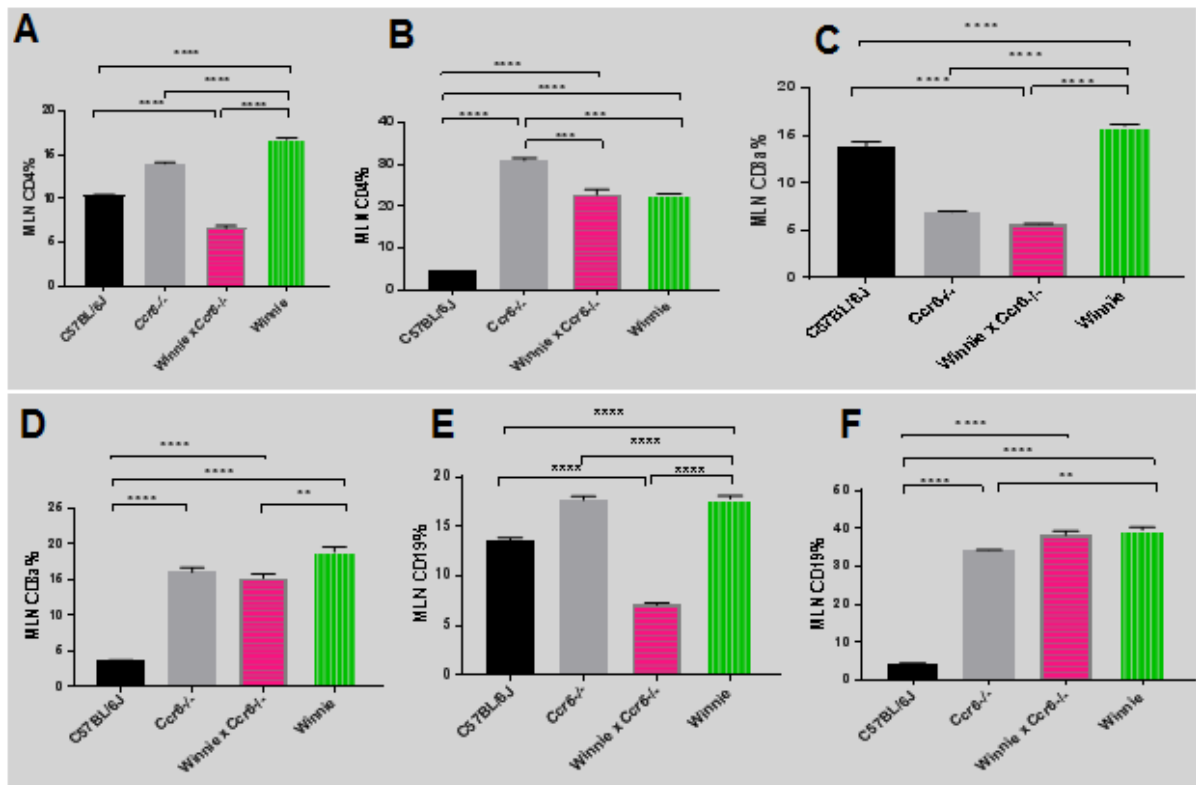 A
****
****
****
****
MLN CD4%
20
15
10
5
0
C57BL/6J
Ccr6-/-
Winnie x Ccr6-/-
Winnie
B
****
****
****
***
***
MLN CD4%
40
30
20
10
0
C57BL/6J
Ccr6-/-
Winnie x Ccr6-/-
Winnie
C
****
****
****
****
MLN CD8a%
20
15
10
5
0
C57BL/6J
Ccr6-/-
Winnie x Ccr6-/-
Winnie
D
****
****
****
**
MLN CD8a%
25
20
15
5
0
C57BL/6J
Ccr6-/-
Winnie x Ccr6-/-
Winnie
E
****
****
****
****
MLN CD19%
20
15
10
5
0
C57BL/6J
Ccr6-/-
Winnie x Ccr6-/-
Winnie
F
****
****
****
**
MLN CD19%
60
50
40
30
20
10
0
C57BL/6J
Ccr6-/-
Winnie x Ccr6-/-
Winnie